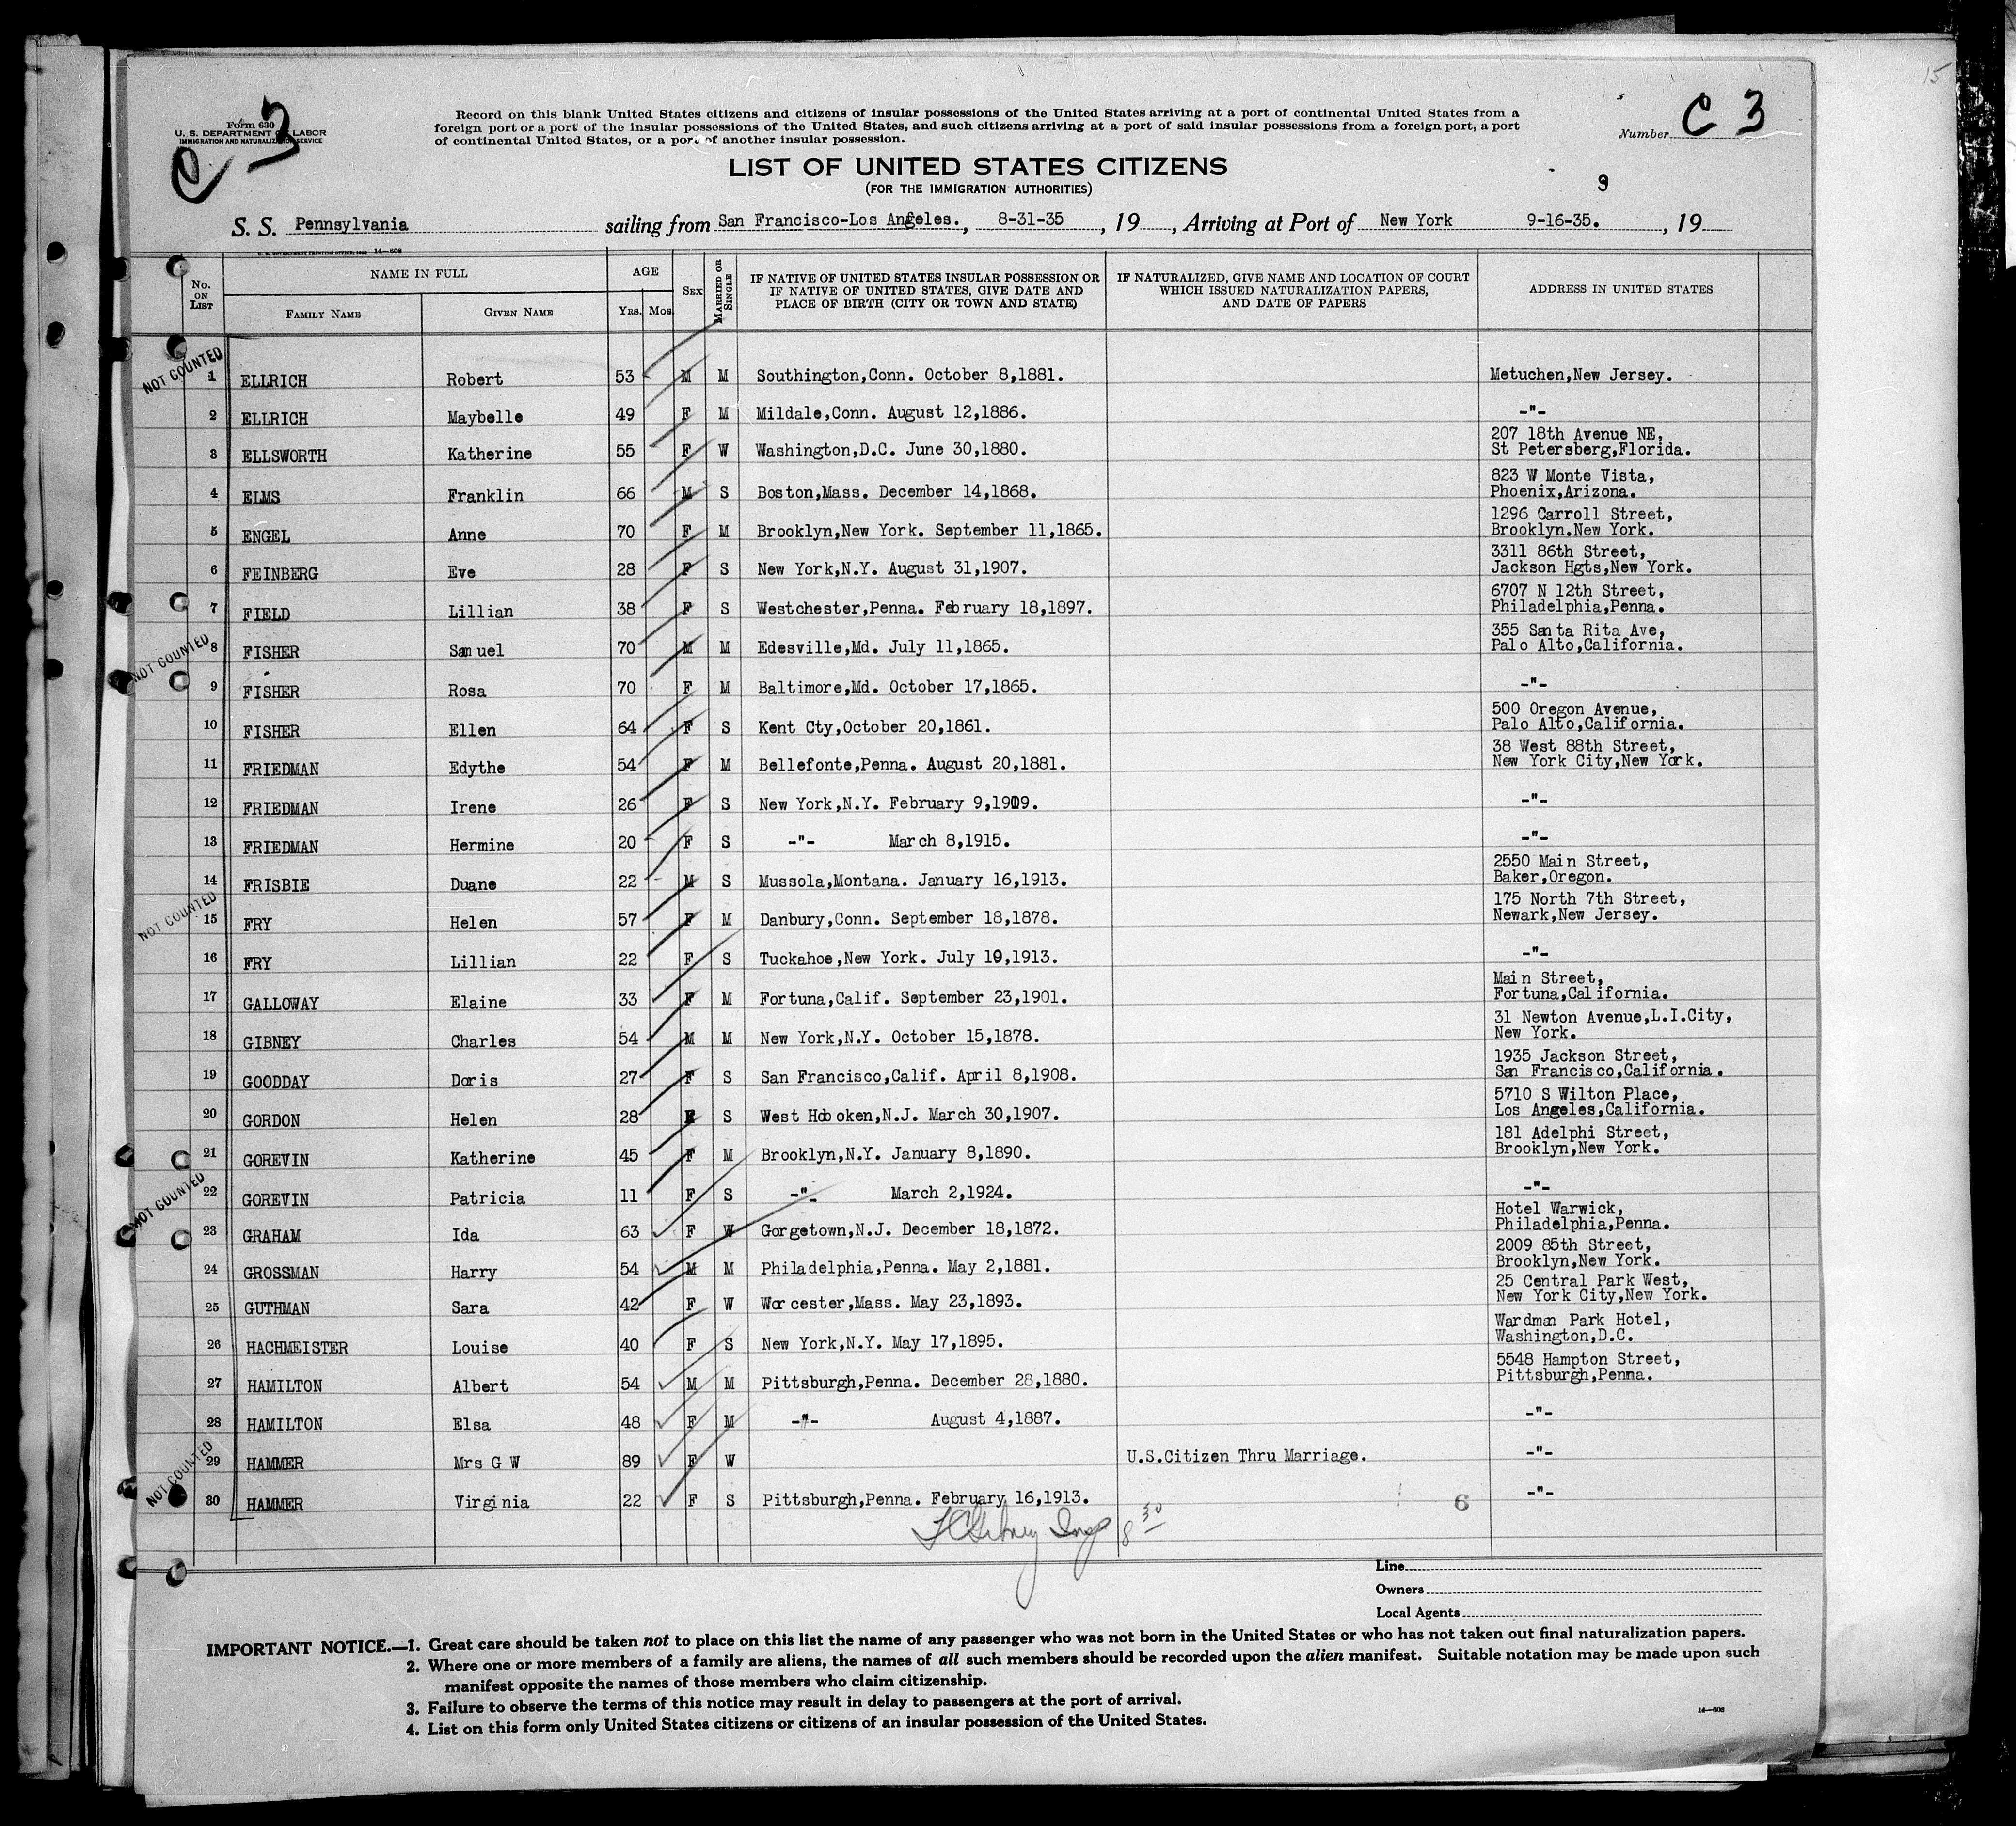 15
Form 630
U. S. DEPARTMENT OF LABOR
IMMIGRATION AND NATURALIZATION SERVICE
C 3
Record on this blank United States citizens and citizens of insular possessions of the United States arriving at a port of continental United States from a
foreign port or a port of the insular possessions of the United States, and such citizens arriving at a port of said insular possessions from a foreign port, a port
of continental United States, or a port of another insular possession.
Number C 3
LIST OF UNITED STATES CITIZENS
(FOR THE IMMIGRATION AUTHORITIES)
9
S. S. Pennsylvania sailing from San Francisco-Los Angeles., 8-31-35, 19 , Arriving at Port of New York 9-16-35. , 19
U. S. GOVERNMENT PRINTING OFFICE: 14—608
No. ON LIST NAME IN FULL AGE SEX MARRIED OR SINGLE IF NATIVE OF UNITED STATES INSULAR POSSESSION OR IF NATIVE OF UNITED STATES, GIVE DATE AND PLACE OF BIRTH (CITY OR TOWN AND STATE) IF NATURALIZED, GIVE NAME AND LOCATION OF COURT WHICH ISSUED NATURALIZATION PAPERS, AND DATE OF PAPERS ADDRESS IN UNITED STATES
FAMILY NAME GIVEN NAME YRS. MOS.
NOT COUNTED
1 ELLRICH Robert 53 M M Southington,Conn. October 8,1881. Metuchen,New Jersey.
2 ELLRICH Maybelle 49 F M Mildale,Conn. August 12,1886. -"-
3 ELLSWORTH Katherine 55 F W Washington,D.C. June 30,1880. 207 18th Avenue NE,
St Petersberg,Florida.
4 ELMS Franklin 66 M S Boston,Mass. December 14,1868. 823 W Monte Vista,
Phoenix,Arizona.
5 ENGEL Anne 70 F M Brooklyn,New York. September 11,1865. 1296 Carroll Street,
Brooklyn.New York.
6 FEINBERG Eve 28 F S New York,N.Y. August 31,1907. 3311 86th Street,
Jackson Hgts,New York.
7 FIELD Lillian 38 F S Westchester,Penna. February 18,1897. 6707 N 12th Street,
Philadelphia,Penna.
NOT COUNTED
8 FISHER Samuel 70 M M Edesville,Md. July 11,1865. 355 Santa Rita Ave,
Palo Alto,California.
9 FISHER Rosa 70 F M Baltimore,Md. October 17,1865. -"-
10 FISHER Ellen 64 F S Kent Cty,October 20,1861. 500 Oregon Avenue,
Palo Alto,California.
11 FRIEDMAN Edythe 54 F M Bellefonte,Penna. August 20,1881. 38 West 88th Street,
New York City,New York.
12 FRIEDMAN Irene 26 F S New York,N.Y. February 9,1909. -"-
13 FRIEDMAN Hermine 20 F S -"- March 8,1915. -"-
14 FRISBIE Duane 22 M S Mussola,Montana. January 16,1913. 2550 Main Street,
Baker,Oregon.
NOT COUNTED
15 FRY Helen 57 F M Danbury,Conn. September 18,1878. 175 North 7th Street,
Newark,New Jersey.
16 FRY Lillian 22 F S Tuckahoe,New York. July 10,1913. -"-
17 GALLOWAY Elaine 33 F M Fortuna,Calif. September 23,1901. Main Street,
Fortuna,California.
18 GIBNEY Charles 54 M M New York,N.Y. October 15,1878. 31 Newton Avenue,L.I.City,
New York.
19 GOODDAY Doris 27 F S San Francisco,Calif. April 8,1908. 1935 Jackson Street,
San Francisco,California.
20 GORDON Helen 28 F S West Hoboken,N.J. March 30,1907. 5710 S Wilton Place,
Los Angeles,California.
21 GOREVIN Katherine 45 F M Brooklyn,N.Y. January 8,1890. 181 Adelphi Street,
Brooklyn,New York.
NOT COUNTED
22 GOREVIN Patricia 11 F S -"- March 2,1924. -"-
23 GRAHAM Ida 63 F W Gorgetown,N.J. December 18,1872. Hotel Warwick,
Philadelphia,Penna.
24 GROSSMAN Harry 54 M M Philadelphia,Penna. May 2,1881. 2009 85th Street,
Brooklyn,New York.
25 GUTHMAN Sara 42 F W Worcester,Mass. May 23,1893. 25 Central Park West,
New York City,New York.
26 HACHMEISTER Louise 40 F S New York,N.Y. May 17,1895. Wardman Park Hotel,
Washington,D.C.
27 HAMILTON Albert 54 M M Pittsburgh,Penna. December 28,1880. 5548 Hampton Street,
Pittsburgh,Penna.
28 HAMILTON Elsa 48 F M -"- August 4,1887. -"-
NOT COUNTED
29 HAMMER Mrs G W 89 F W U.S.Citizen Thru Marriage. -"-
30 HAMMER Virginia 22 F S Pittsburgh,Penna. February 16,1913. 6 -"-
8 30
Line
Owners
Local Agents
IMPORTANT NOTICE.—1. Great care should be taken not to place on this list the name of any passenger who was not born in the United States or who has not taken out final naturalization papers.
2. Where one or more members of a family are aliens, the names of all such members should be recorded upon the alien manifest. Suitable notation may be made upon such
manifest opposite the names of those members who claim citizenship.
3. Failure to observe the terms of this notice may result in delay to passengers at the port of arrival.
4. List on this form only United States citizens or citizens of an insular possession of the United States.
14—608